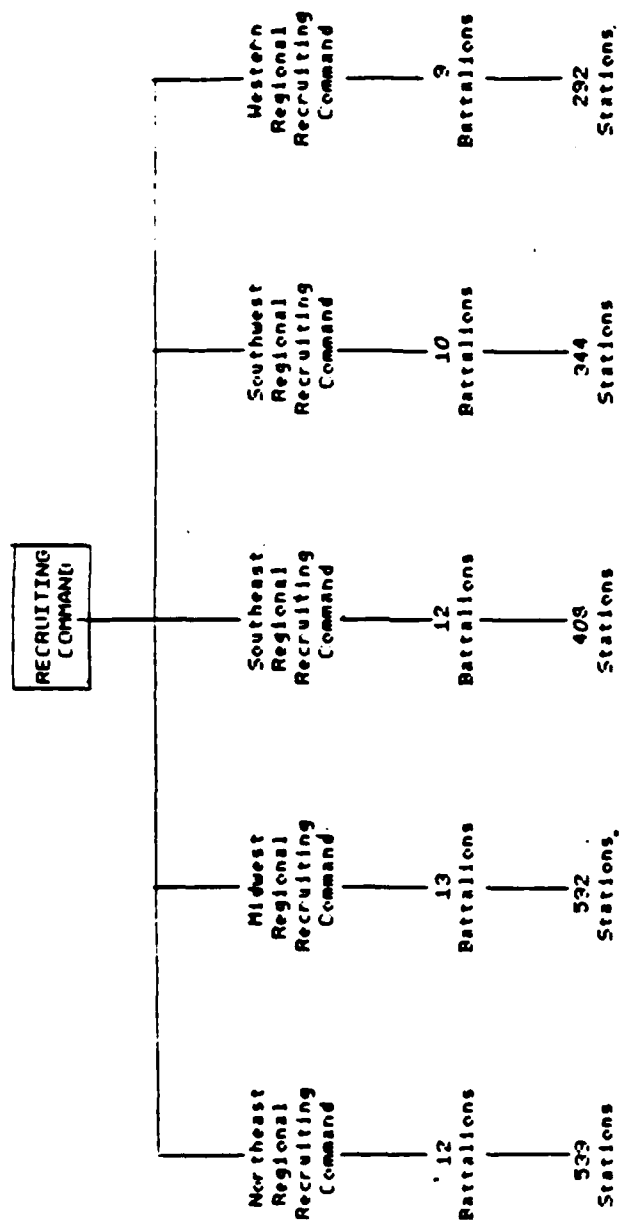 RECRUITING
COMMAND
Northeast
Regional
Recruiting
Command
12
Battalions
539
Stations
Midwest
Regional
Recruiting
Command
13
Battalions
592
Stations
Southeast
Regional
Recruiting
Command
12
Battalions
408
Stations
Southwest
Regional
Recruiting
Command
10
Battalions
344
Stations
Western
Regional
Recruiting
Command
9
Battalions
292
Stations